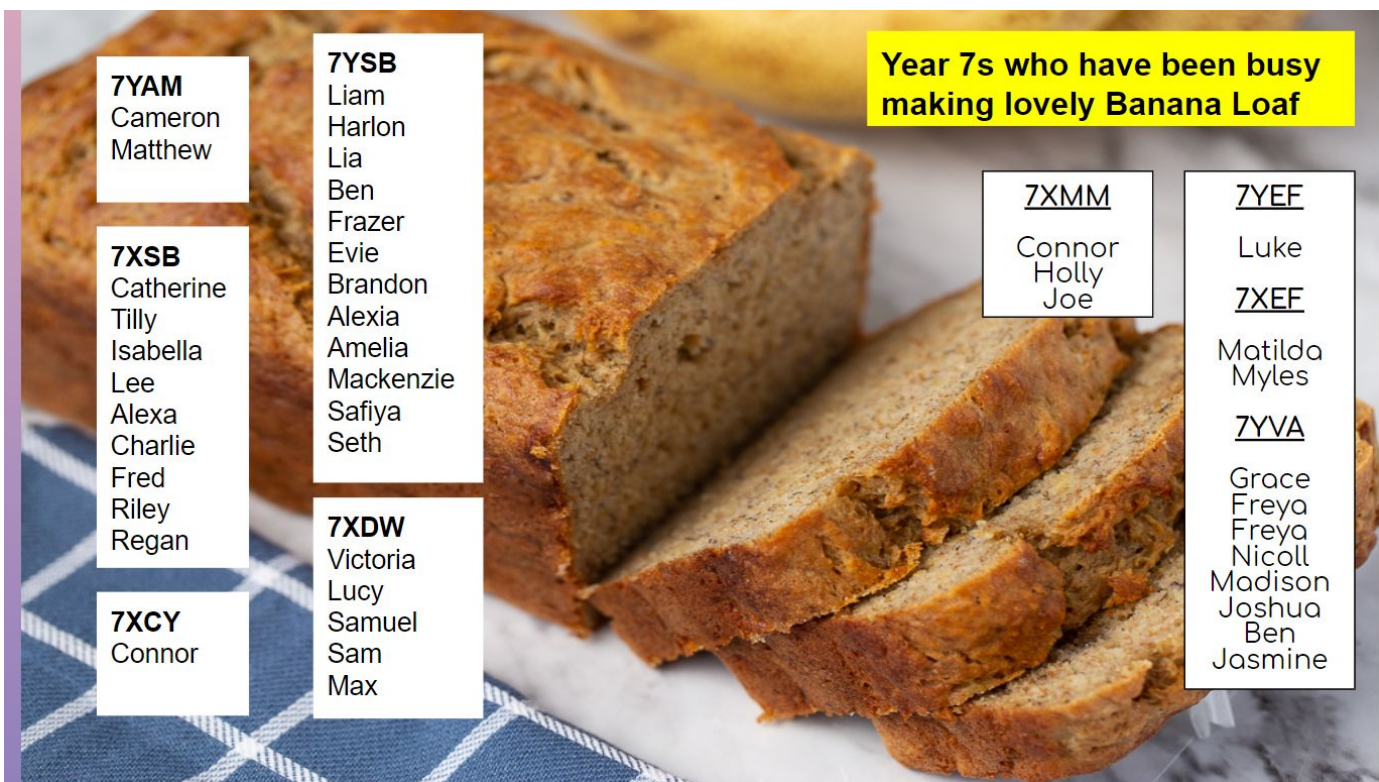 7YAM
Cameron
Matthew
7XSB
Catherine
Tilly
Isabella
Lee
Alexa
Charlie
Fred
Riley
Regan
7XCY
Connor
7YSB
Liam
Harlon
Lia
Ben
Frazer
Evie
Brandon
Alexia
Amelia
Mackenzie
Safiya
Seth
7XDW
Victoria
Lucy
Samuel
Sam
Max
Year 7s who have been busy
making lovely Banana Loaf
7XMM
Connor
Holly
Joe
7YEF
Luke
7XEF
Matilda
Myles
7YVA
Grace
Freya
Freya
Nicoll
Madison
Joshua
Ben
Jasmine